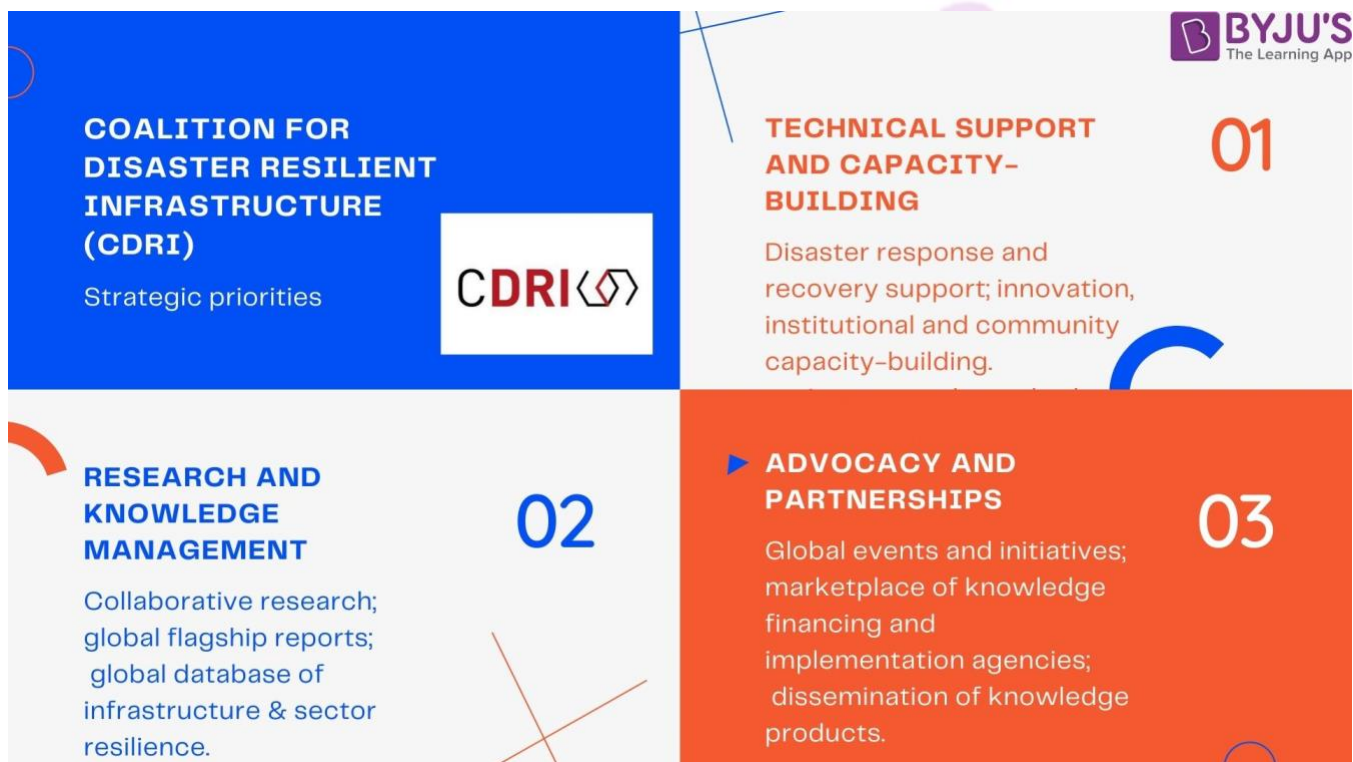 BYJU'S
The Learning App
COALITION FOR
DISASTER RESILIENT
INFRASTRUCTURE
(CDRI)
Strategic priorities
CDRI
TECHNICAL SUPPORT
AND CAPACITY-
BUILDING
01
Disaster response and
recovery support; innovation,
institutional and community
capacity-building.
RESEARCH AND
KNOWLEDGE
MANAGEMENT
02
Collaborative research;
global flagship reports;
global database of
infrastructure & sector
resilience.
ADVOCACY AND
PARTNERSHIPS
03
Global events and initiatives;
marketplace of knowledge
financing and
implementation agencies;
dissemination of knowledge
products.